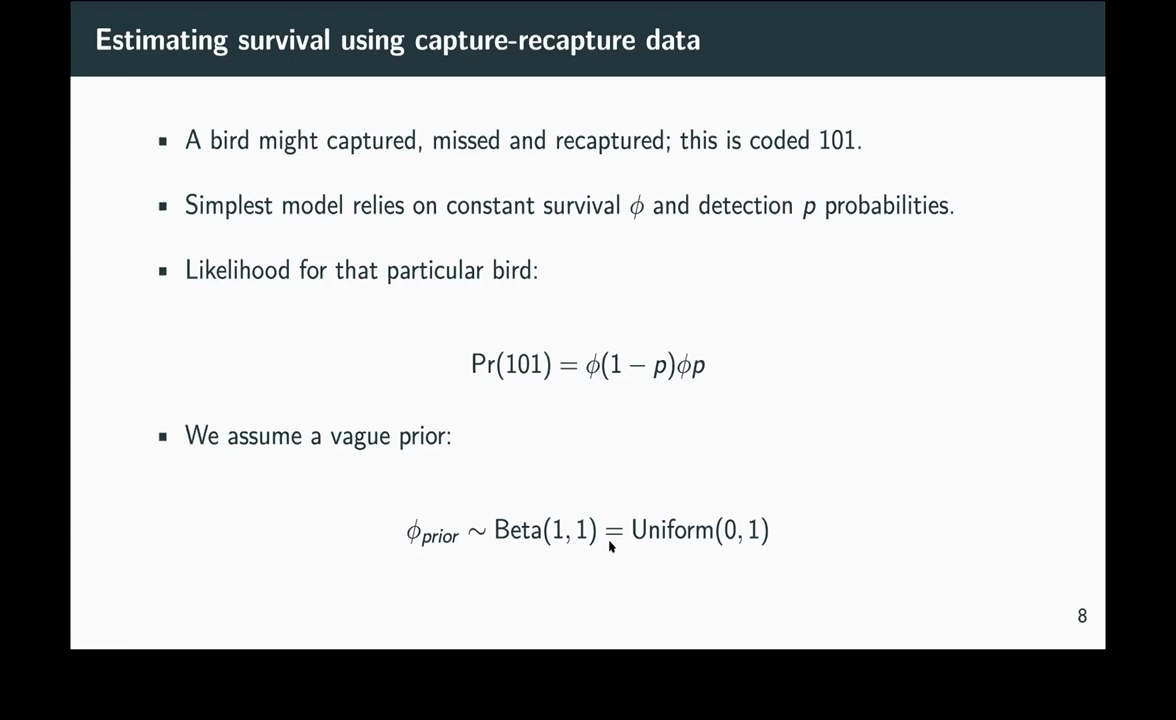 Estimating survival using capture-recapture data
▪ A bird might captured, missed and recaptured; this is coded 101.
▪ Simplest model relies on constant survival ϕ and detection p probabilities.
▪ Likelihood for that particular bird:
Pr(101) = ϕ(1 − p)ϕp
▪ We assume a vague prior:
ϕ_prior ∼ Beta(1, 1) = Uniform(0, 1)
8